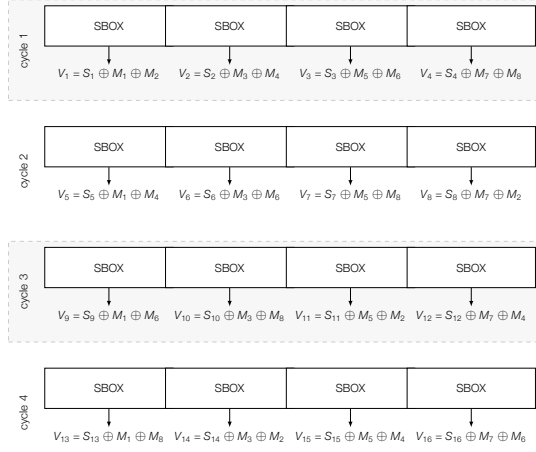 cycle 1
SBOX SBOX SBOX SBOX
V₁ = S₁ ⊕ M₁ ⊕ M₂ V₂ = S₂ ⊕ M₃ ⊕ M₄ V₃ = S₃ ⊕ M₅ ⊕ M₆ V₄ = S₄ ⊕ M₇ ⊕ M₈
cycle 2
SBOX SBOX SBOX SBOX
V₅ = S₅ ⊕ M₁ ⊕ M₄ V₆ = S₆ ⊕ M₃ ⊕ M₆ V₇ = S₇ ⊕ M₅ ⊕ M₈ V₈ = S₈ ⊕ M₇ ⊕ M₂
cycle 3
SBOX SBOX SBOX SBOX
V₉ = S₉ ⊕ M₁ ⊕ M₆ V₁₀ = S₁₀ ⊕ M₃ ⊕ M₈ V₁₁ = S₁₁ ⊕ M₅ ⊕ M₂ V₁₂ = S₁₂ ⊕ M₇ ⊕ M₄
cycle 4
SBOX SBOX SBOX SBOX
V₁₃ = S₁₃ ⊕ M₁ ⊕ M₈ V₁₄ = S₁₄ ⊕ M₃ ⊕ M₂ V₁₅ = S₁₅ ⊕ M₅ ⊕ M₄ V₁₆ = S₁₆ ⊕ M₇ ⊕ M₆